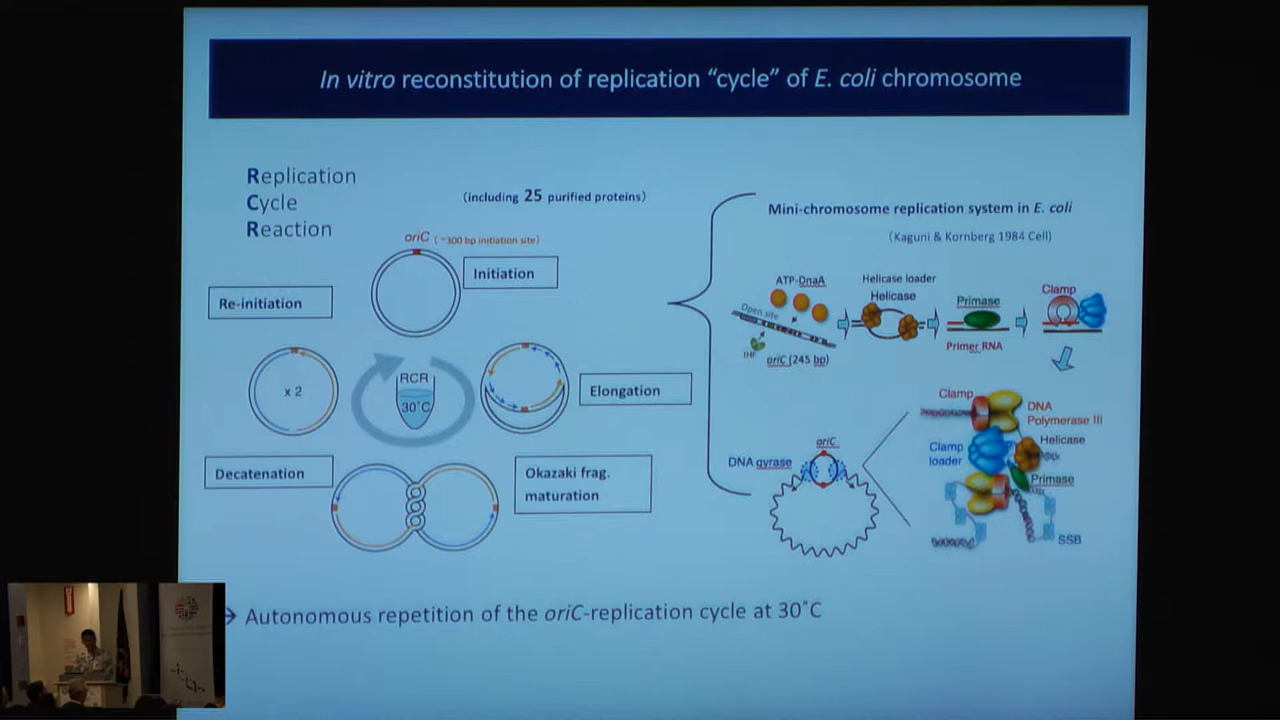 In vitro reconstitution of replication “cycle” of E. coli chromosome
Replication
Cycle
Reaction
(including 25 purified proteins)
oriC (~300 bp initiation site)
Initiation
Re-initiation
x 2
RCR
30˚C
Elongation
Decatenation
Okazaki frag.
maturation
Mini-chromosome replication system in E. coli
(Kaguni & Kornberg 1984 Cell)
ATP-DnaA
Open site
IHF
oriC (245 bp)
Helicase loader
Helicase
Primase
Primer RNA
Clamp
oriC
DNA gyrase
Clamp
DNA
Polymerase III
Clamp
loader
Helicase
Primase
SSB
→ Autonomous repetition of the oriC-replication cycle at 30˚C